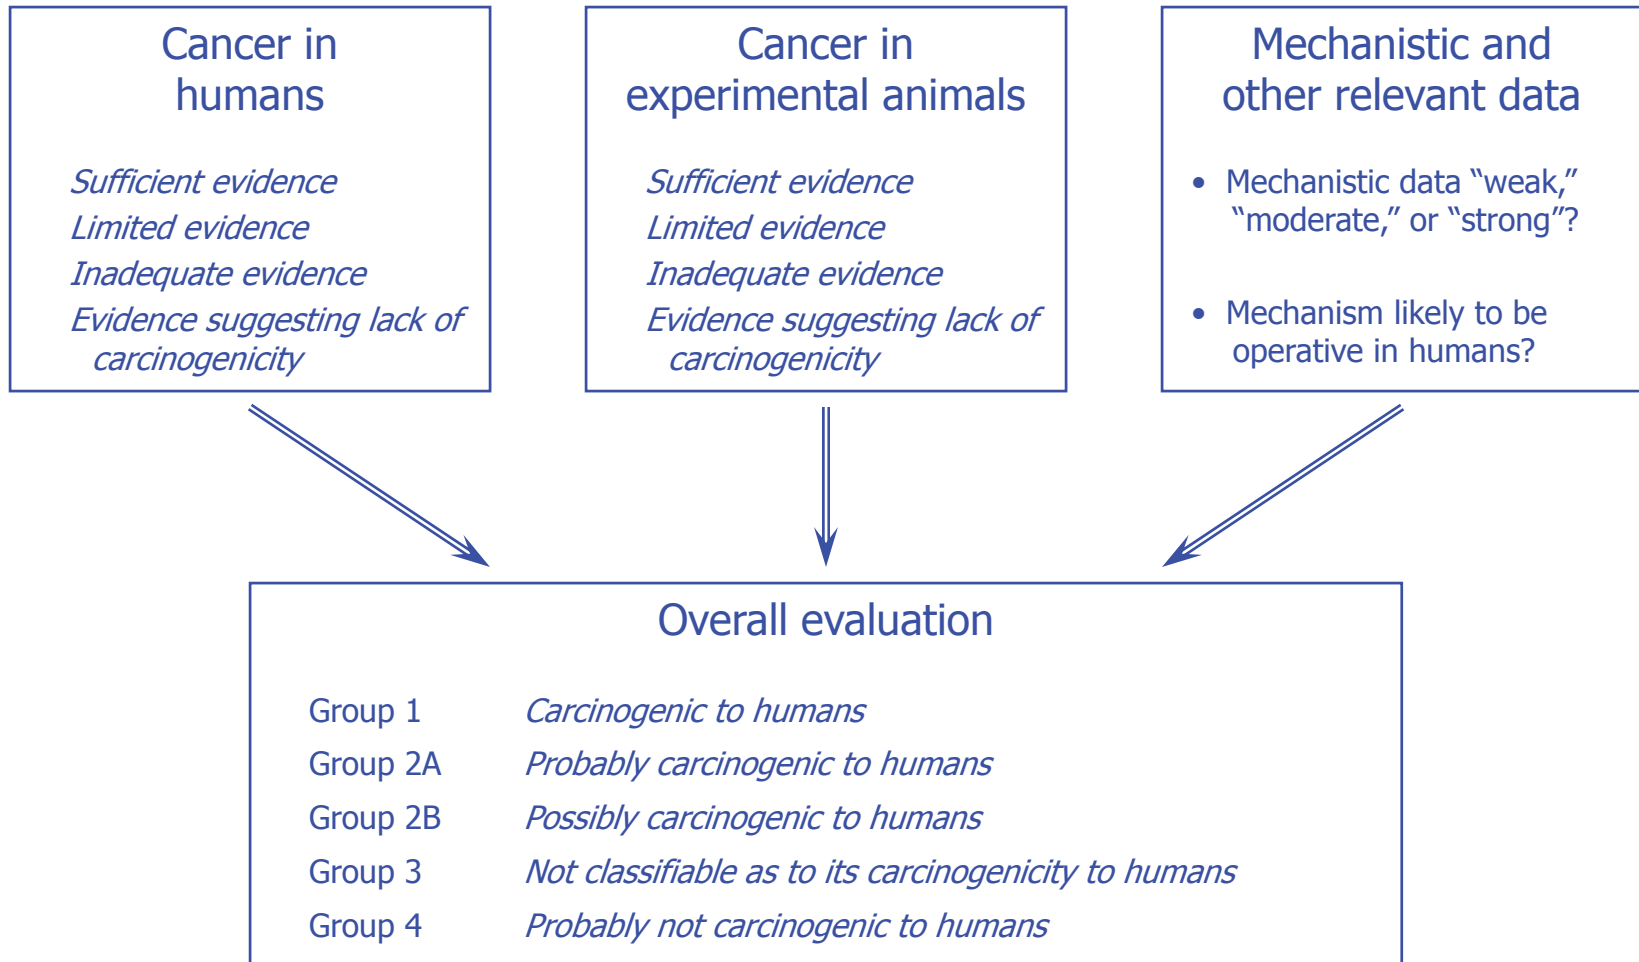 Cancer in
humans
Sufficient evidence
Limited evidence
Inadequate evidence
Evidence suggesting lack of
carcinogenicity
Cancer in
experimental animals
Sufficient evidence
Limited evidence
Inadequate evidence
Evidence suggesting lack of
carcinogenicity
Mechanistic and
other relevant data
• Mechanistic data “weak,”
“moderate,” or “strong”?
• Mechanism likely to be
operative in humans?
Overall evaluation
Group 1 Carcinogenic to humans
Group 2A Probably carcinogenic to humans
Group 2B Possibly carcinogenic to humans
Group 3 Not classifiable as to its carcinogenicity to humans
Group 4 Probably not carcinogenic to humans